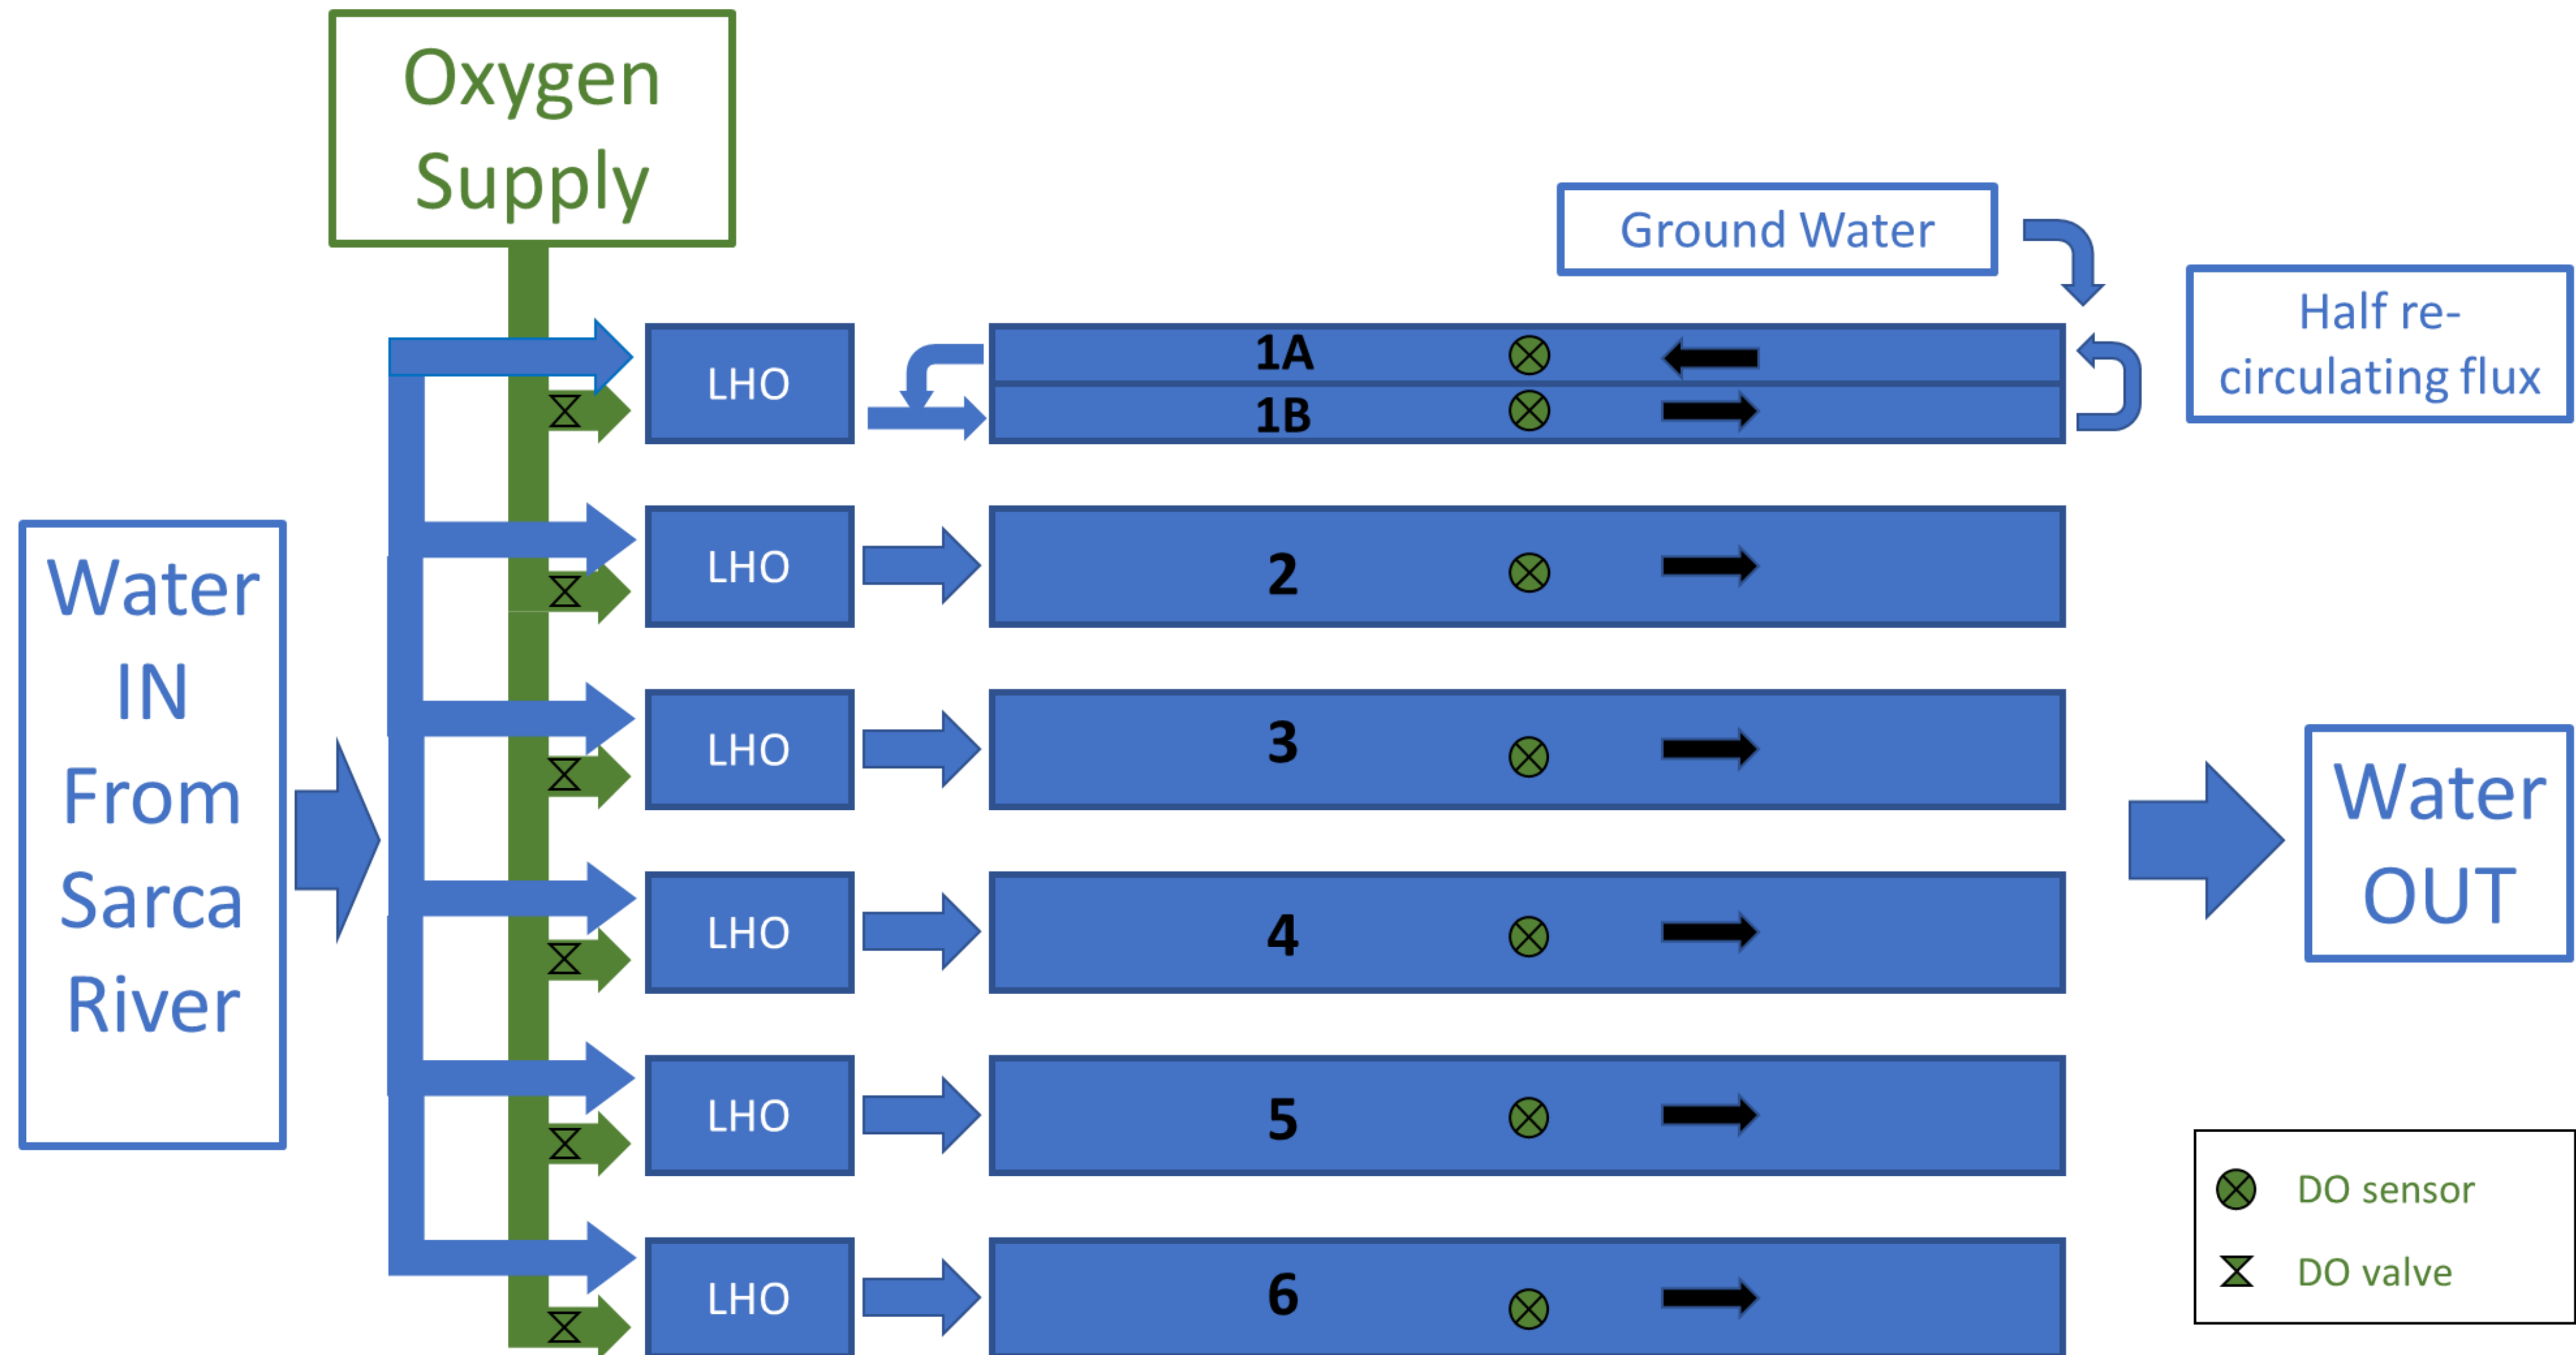 Oxygen
Supply
Ground Water
Half re-
circulating flux
LHO
1A
1B
LHO
2
Water
IN
From
Sarca
River
LHO
3
Water
OUT
LHO
4
LHO
5
DO sensor
DO valve
LHO
6